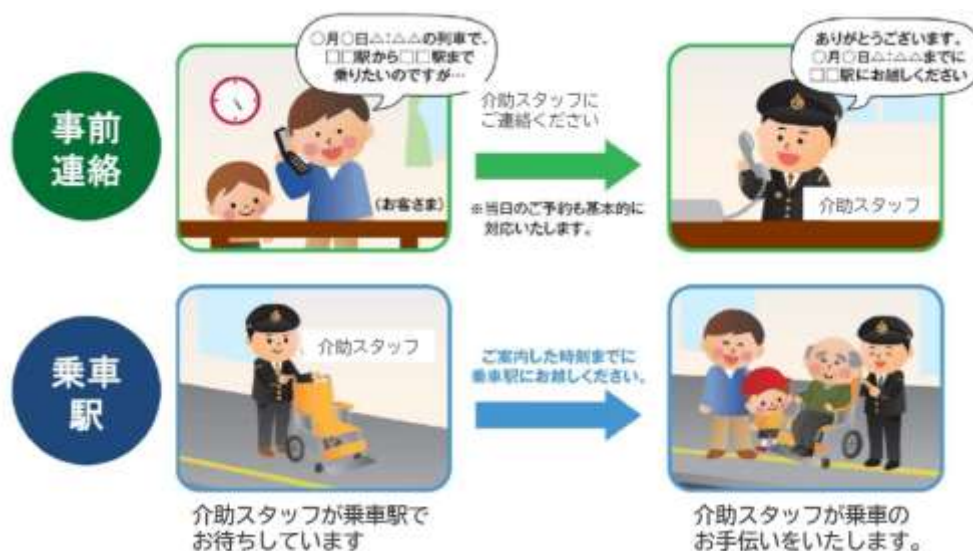 事前
連絡
○月○日△:△△の列車で、
□□駅から□□駅まで
乗りたいのですが…
(お客さま)
介助スタッフに
ご連絡ください
※当日のご予約も基本的に
対応いたします。
ありがとうございます。
○月○日△:△△までに
□□駅にお越しください
介助スタッフ
乗車
駅
介助スタッフ
介助スタッフが乗車駅で
お待ちしています
ご案内した時刻までに
乗車駅にお越しください。
介助スタッフが乗車の
お手伝いをいたします。